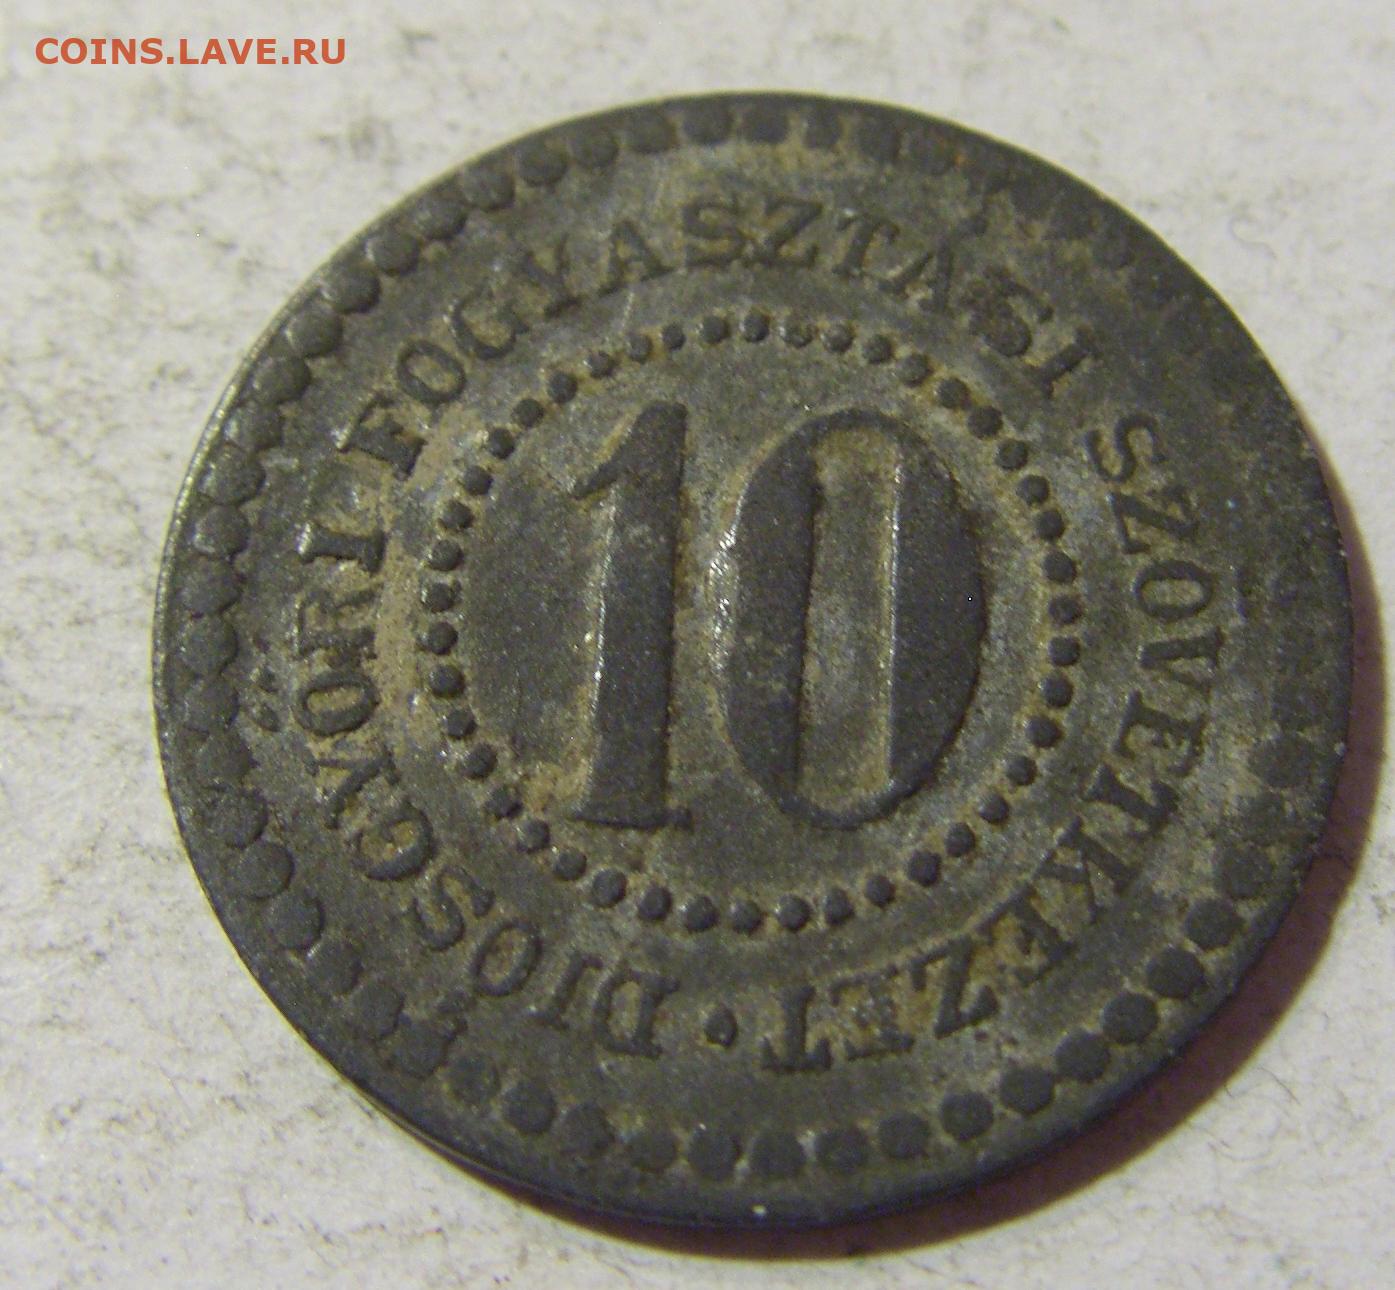 COINS.LAVE.RU
DIÓSGYŐRI FOGYASZTÁSI SZÖVETKEZET •
10